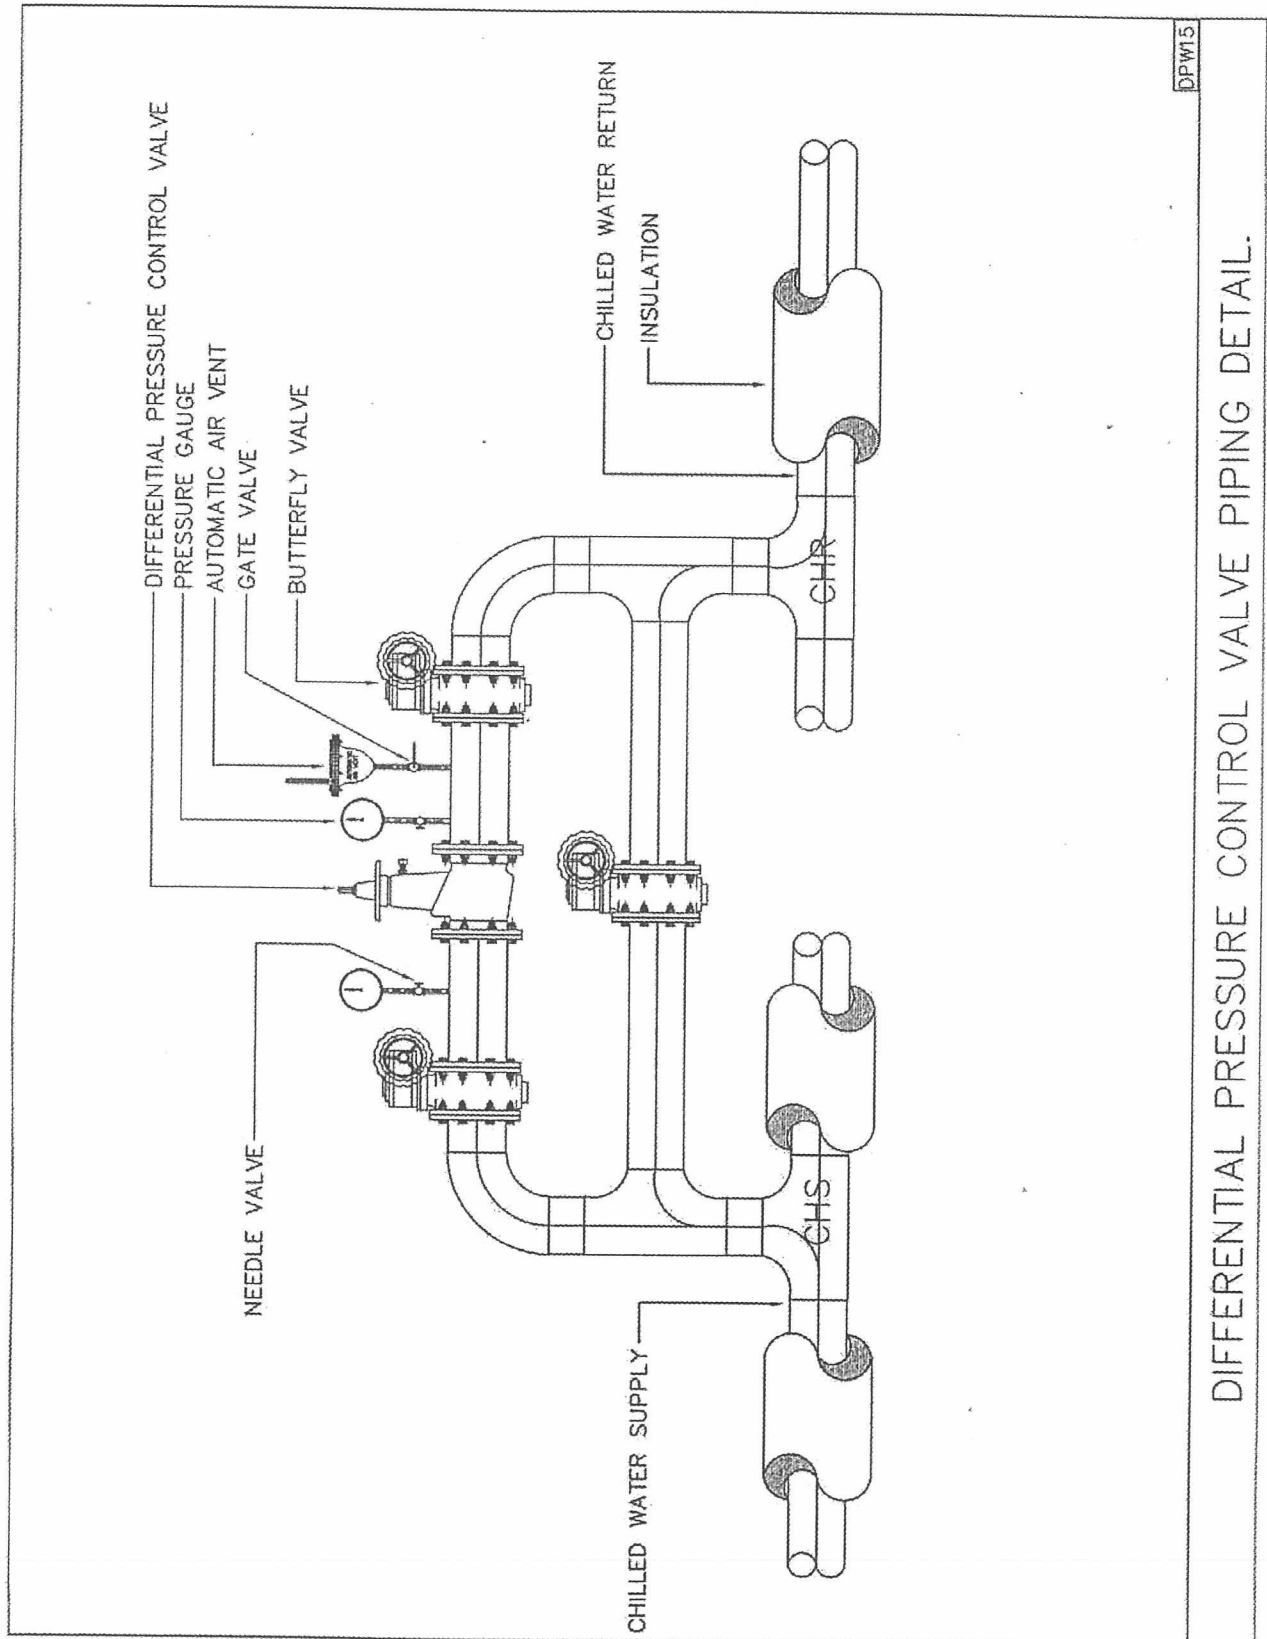 DIFFERENTIAL PRESSURE CONTROL VALVE
PRESSURE GAUGE
AUTOMATIC AIR VENT
GATE VALVE
BUTTERFLY VALVE
NEEDLE VALVE
CHILLED WATER RETURN
INSULATION
CHILLED WATER SUPPLY
CHS
CHR
DPW15
DIFFERENTIAL PRESSURE CONTROL VALVE PIPING DETAIL.